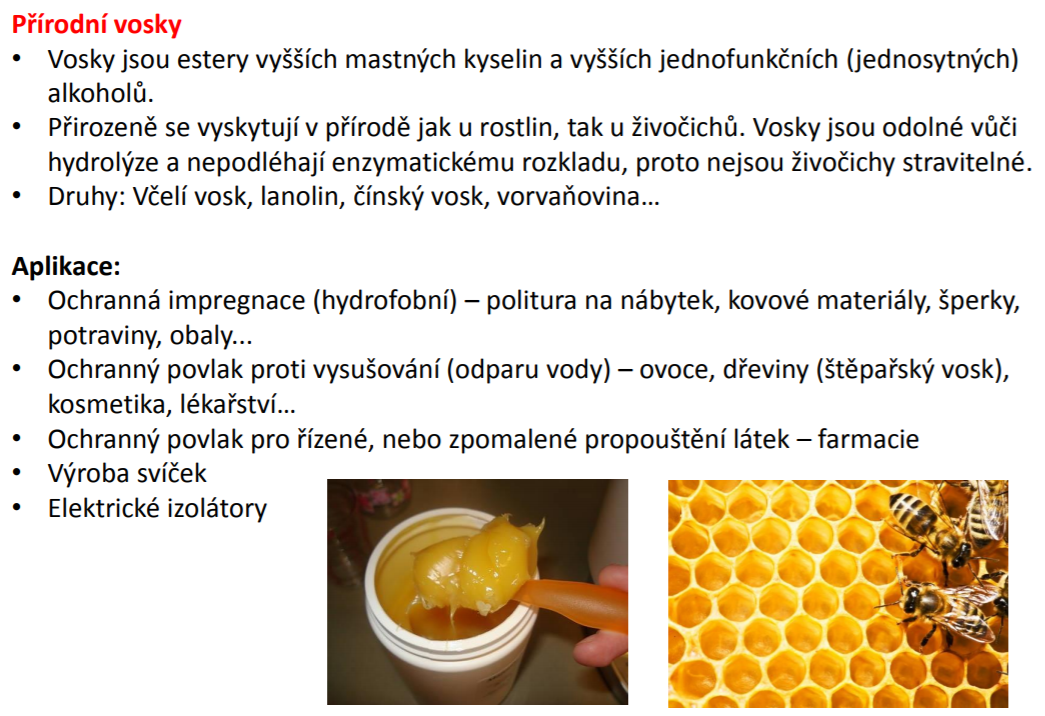 Přírodní vosky
• Vosky jsou estery vyšších mastných kyselin a vyšších jednofunkčních (jednosytných)
alkoholů.
• Přirozeně se vyskytují v přírodě jak u rostlin, tak u živočichů. Vosky jsou odolné vůči
hydrolýze a nepodléhají enzymatickému rozkladu, proto nejsou živočichy stravitelné.
• Druhy: Včelí vosk, lanolin, čínský vosk, vorvaňovina…
Aplikace:
• Ochranná impregnace (hydrofobní) – politura na nábytek, kovové materiály, šperky,
potraviny, obaly...
• Ochranný povlak proti vysušování (odparu vody) – ovoce, dřeviny (štěpařský vosk),
kosmetika, lékařství…
• Ochranný povlak pro řízené, nebo zpomalené propouštění látek – farmacie
• Výroba svíček
• Elektrické izolátory